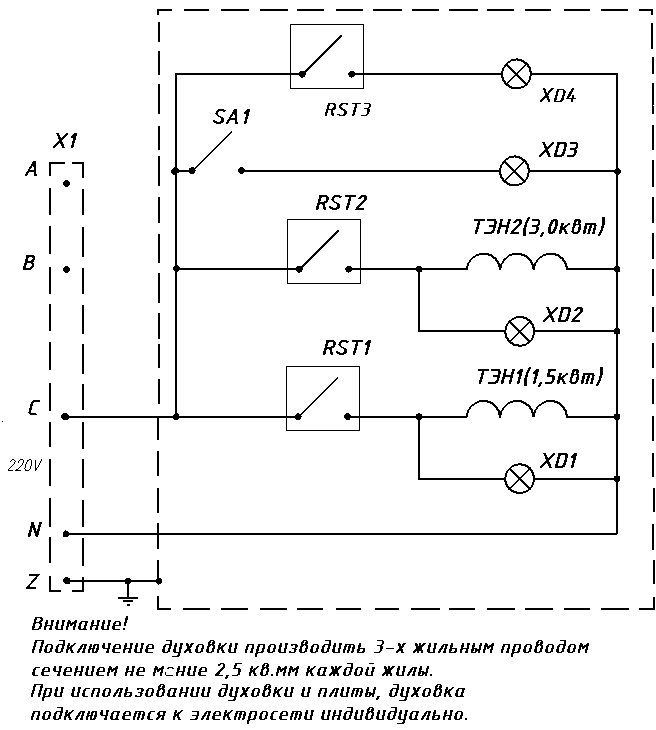 XD4
RST3
SA1
X1
XD3
A
RST2
ТЭН2(3,0квт)
B
XD2
RST1
ТЭН1(1,5квт)
C
220V
XD1
N
Z
Внимание!
Подключение духовки производить 3-х жильным проводом
сечением не мение 2,5 кв.мм каждой жилы.
При использовании духовки и плиты, духовка
подключается к электросети индивидуально.